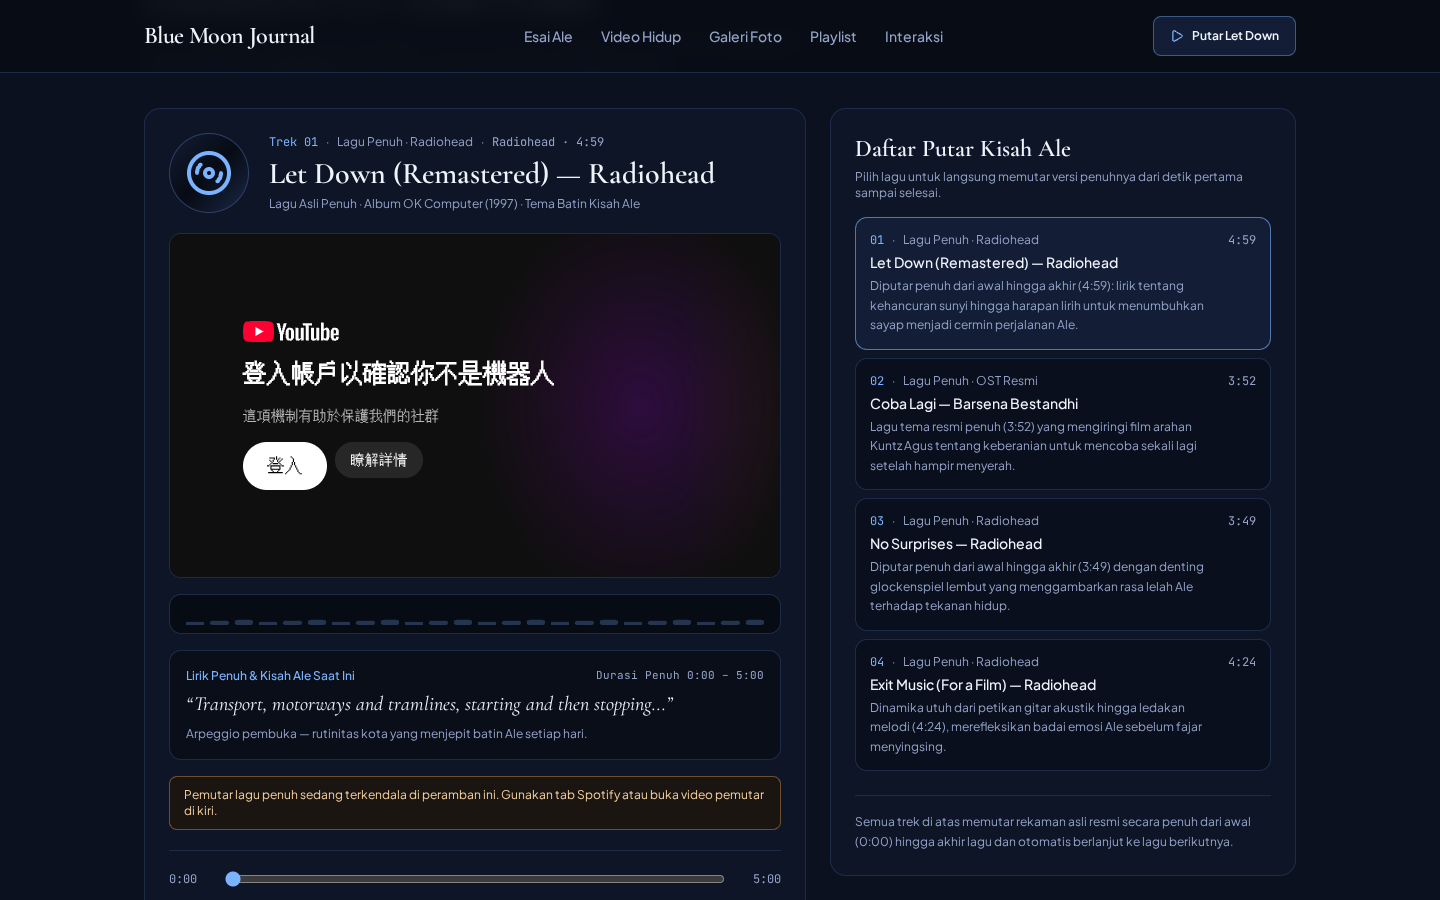 Blue Moon Journal
Esai Ale
Video Hidup
Galeri Foto
Playlist
Interaksi
Putar Let Down
Trek 01 · Lagu Penuh · Radiohead · Radiohead · 4:59
Let Down (Remastered) — Radiohead
Lagu Asli Penuh · Album OK Computer (1997) · Tema Batin Kisah Ale
YouTube
登入帳戶以確認你不是機器人
這項機制有助於保護我們的社群
登入
瞭解詳情
Lirik Penuh & Kisah Ale Saat Ini
Durasi Penuh 0:00 – 5:00
“Transport, motorways and tramlines, starting and then stopping...”
Arpeggio pembuka — rutinitas kota yang menjepit batin Ale setiap hari.
Pemutar lagu penuh sedang terkendala di peramban ini. Gunakan tab Spotify atau buka video pemutar
di kiri.
0:00
5:00
Daftar Putar Kisah Ale
Pilih lagu untuk langsung memutar versi penuhnya dari detik pertama
sampai selesai.
01 · Lagu Penuh · Radiohead 4:59
Let Down (Remastered) — Radiohead
Diputar penuh dari awal hingga akhir (4:59): lirik tentang
kehancuran sunyi hingga harapan lirih untuk menumbuhkan
sayap menjadi cermin perjalanan Ale.
02 · Lagu Penuh · OST Resmi 3:52
Coba Lagi — Barsena Bestandhi
Lagu tema resmi penuh (3:52) yang mengiringi film arahan
Kuntz Agus tentang keberanian untuk mencoba sekali lagi
setelah hampir menyerah.
03 · Lagu Penuh · Radiohead 3:49
No Surprises — Radiohead
Diputar penuh dari awal hingga akhir (3:49) dengan denting
glockenspiel lembut yang menggambarkan rasa lelah Ale
terhadap tekanan hidup.
04 · Lagu Penuh · Radiohead 4:24
Exit Music (For a Film) — Radiohead
Dinamika utuh dari petikan gitar akustik hingga ledakan
melodi (4:24), merefleksikan badai emosi Ale sebelum fajar
menyingsing.
Semua trek di atas memutar rekaman asli resmi secara penuh dari awal
(0:00) hingga akhir lagu dan otomatis berlanjut ke lagu berikutnya.